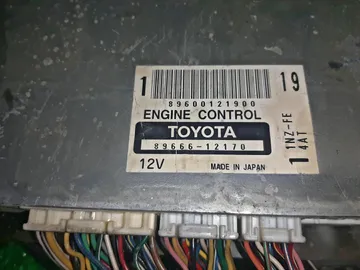 1 19
89600121900
ENGINE CONTROL
TOYOTA
89666-12170
12V MADE IN JAPAN
1NZ-FE
4AT
1